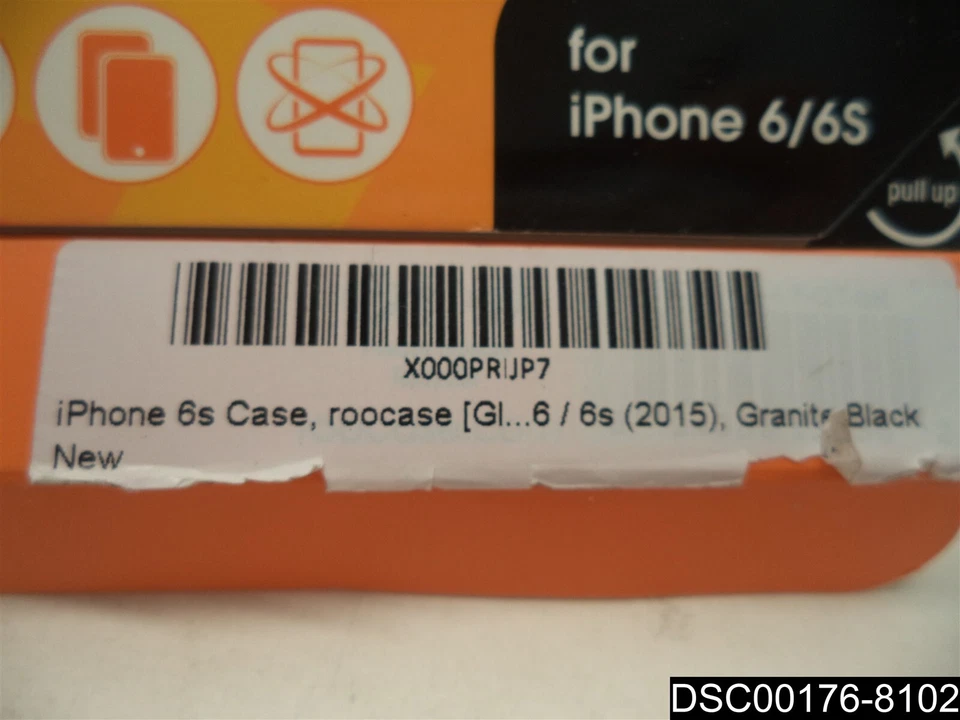 for
iPhone 6/6S
pull up
X000PRIJP7
iPhone 6s Case, roocase [Gl...6 / 6s (2015), Granite Black
New
DSC00176-8102